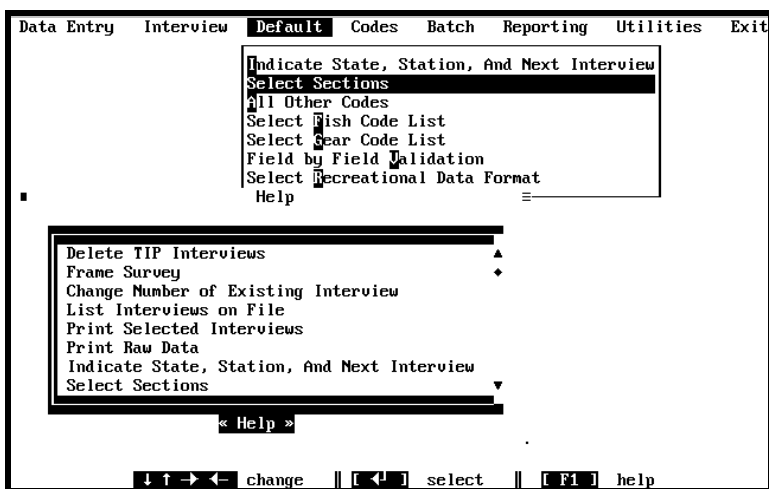 Data Entry Interview Default Codes Batch Reporting Utilities Exit
Indicate State, Station, And Next Interview
Select Sections
All Other Codes
Select Fish Code List
Select Gear Code List
Field by Field Validation
Select Recreational Data Format
Help
Delete TIP Interviews
Frame Survey
Change Number of Existing Interview
List Interviews on File
Print Selected Interviews
Print Raw Data
Indicate State, Station, And Next Interview
Select Sections
« Help »
↓ ↑ → ← change ‖ [ ↵ ] select ‖ [ F1 ] help